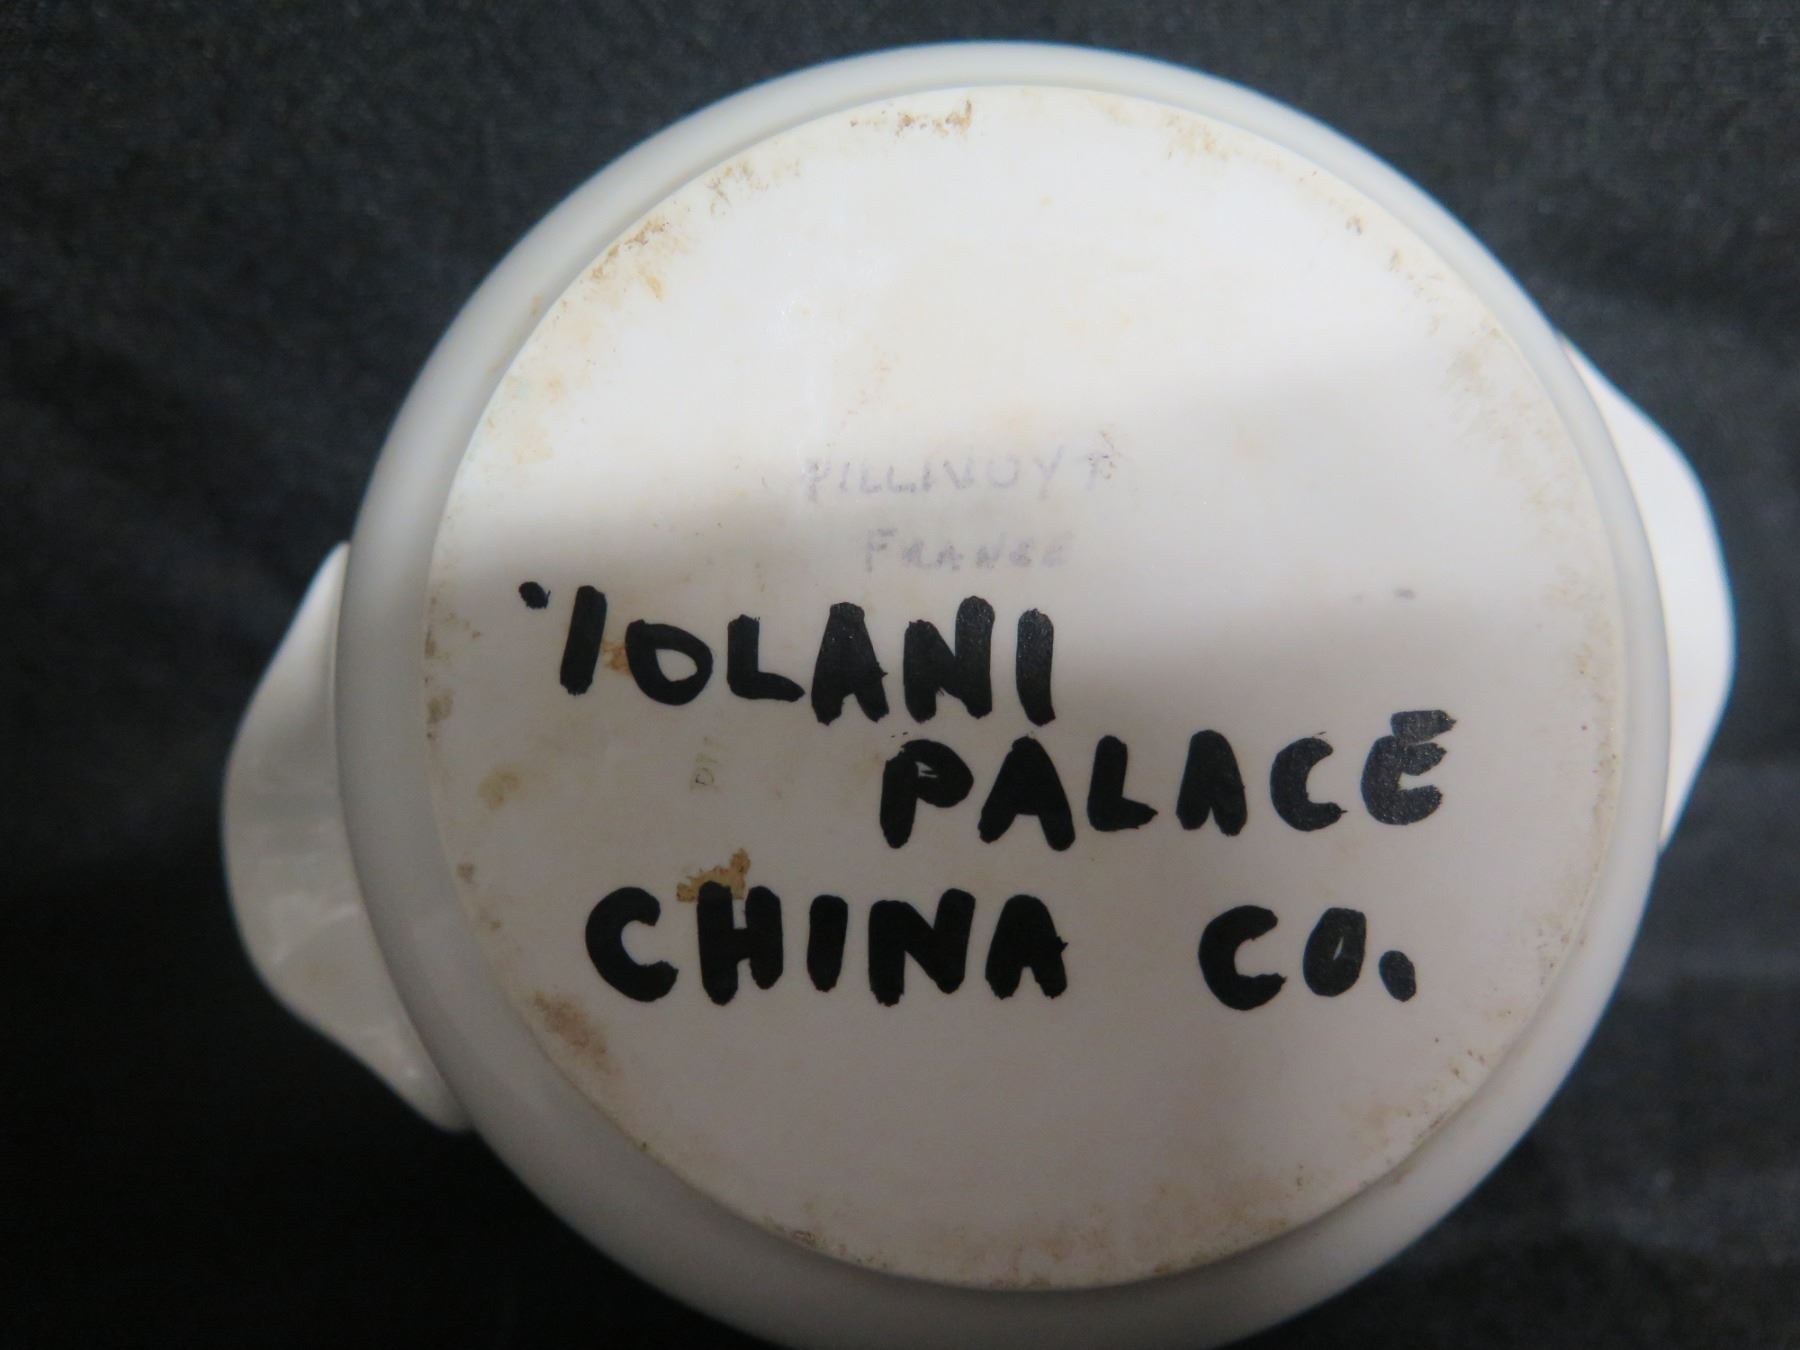 PILLIVUYT
FRANCE
'IOLANI
PALACE
CHINA CO.